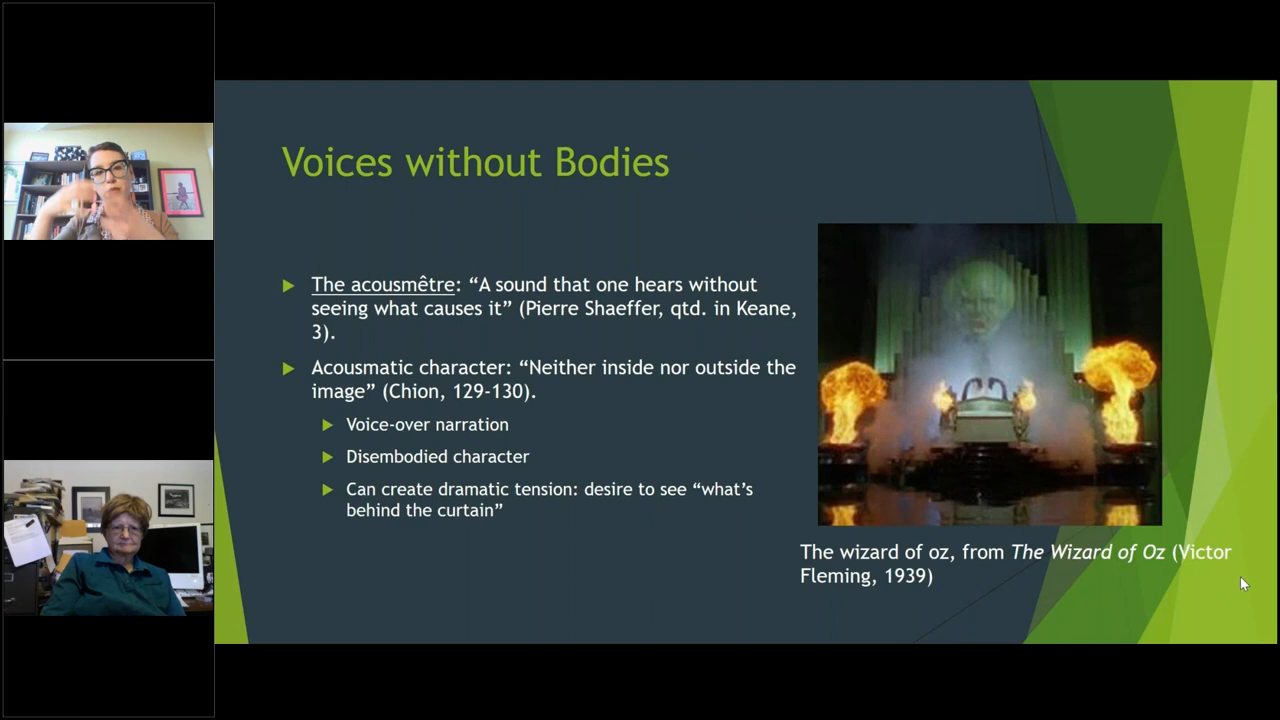 Voices without Bodies
The acousmêtre: “A sound that one hears without
seeing what causes it” (Pierre Shaeffer, qtd. in Keane,
3).
Acousmatic character: “Neither inside nor outside the
image” (Chion, 129-130).
Voice-over narration
Disembodied character
Can create dramatic tension: desire to see “what’s
behind the curtain”
The wizard of oz, from The Wizard of Oz (Victor
Fleming, 1939)